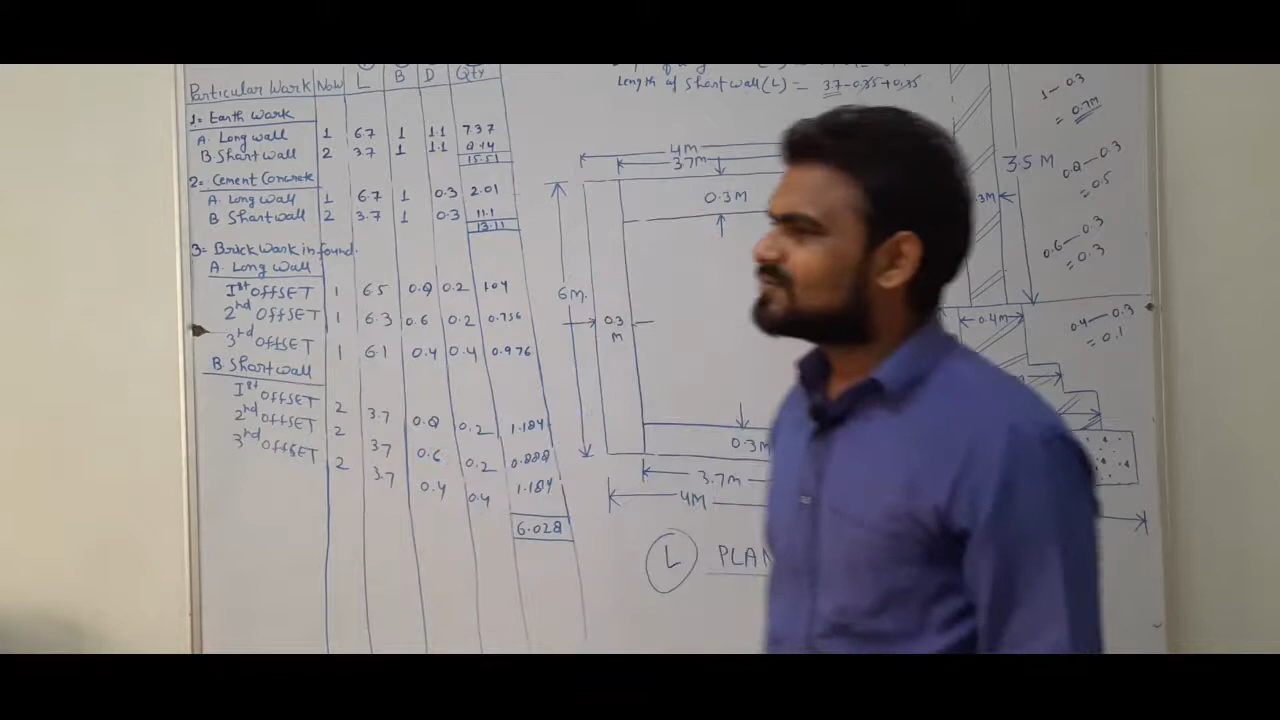 Particular Work Now L B D Qty
1= Earth Work
A. Long wall 1 6.7 1 1.1 7.37
B. Short wall 2 3.7 1 1.1 8.14
15.51
2= Cement Concrete
A. Long wall 1 6.7 1 0.3 2.01
B. Short wall 2 3.7 1 0.3 11.1
13.11
3= Brick Work in found.
A. Long Wall
Ist OFFSET 1 6.5 0.8 0.2 1.04
2nd OFFSET 1 6.3 0.6 0.2 0.756
3rd OFFSET 1 6.1 0.4 0.4 0.976
B. Short wall
Ist OFFSET 2 3.7 0.8 0.2 1.184
2nd OFFSET 2 3.7 0.6 0.2 0.888
3rd OFFSET 2 3.7 0.4 0.4 1.184
6.028
Length of Short wall (L) = 3.7-0.35+0.35
4M
3.7M
0.3M
6M.
0.3
M
0.3M
3.7M
4M
L PLAN
3.5 M
.3M
0.4M
1-0.3
= 0.7M
0.8-0.3
= 0.5
0.6-0.3
= 0.3
0.4-0.3
= 0.1